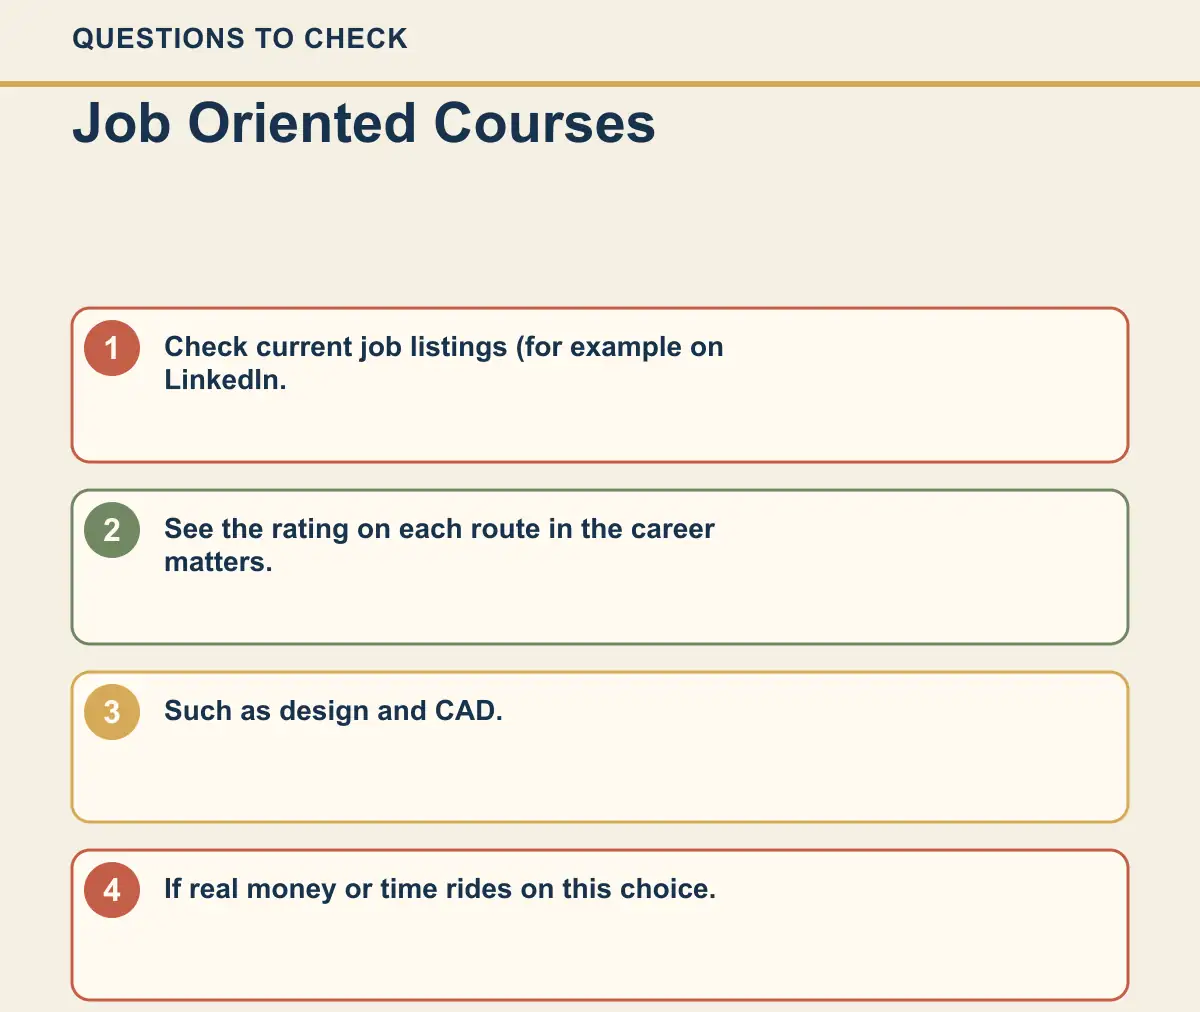 QUESTIONS TO CHECK
Job Oriented Courses
1
Check current job listings (for example on
LinkedIn.
2
See the rating on each route in the career
matters.
3
Such as design and CAD.
4
If real money or time rides on this choice.